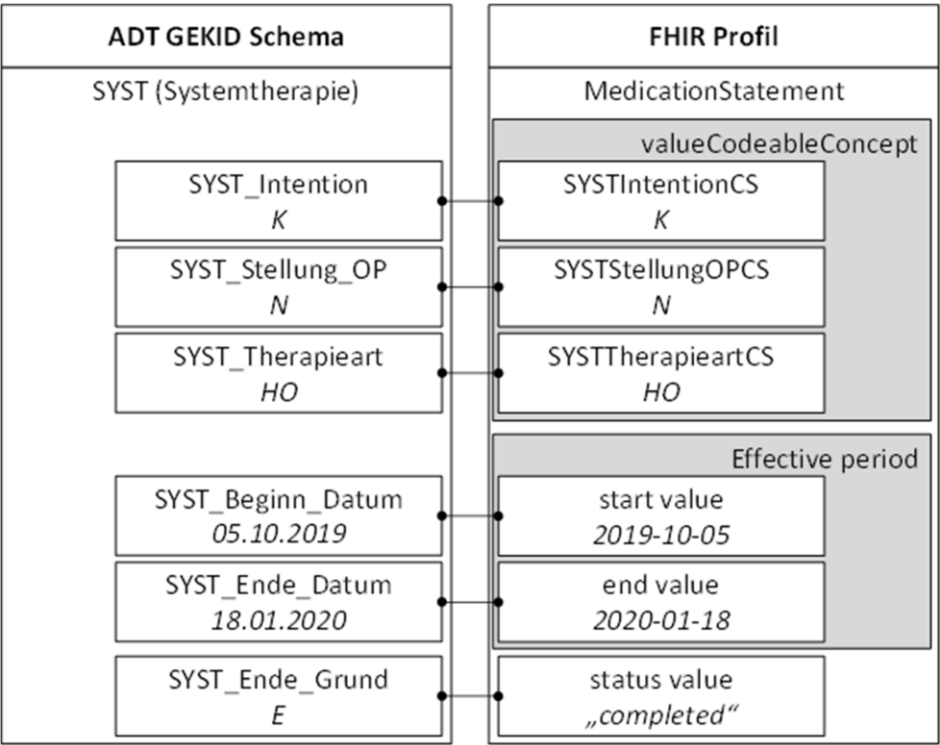 ADT GEKID Schema
FHIR Profil
SYST (Systemtherapie)
MedicationStatement
valueCodeableConcept
SYST_Intention
K
SYSTIntentionCS
K
SYST_Stellung_OP
N
SYSTStellungOPCS
N
SYST_Therapieart
HO
SYSTTherapieartCS
HO
Effective period
SYST_Beginn_Datum
05.10.2019
start value
2019-10-05
SYST_Ende_Datum
18.01.2020
end value
2020-01-18
SYST_Ende_Grund
E
status value
„completed“